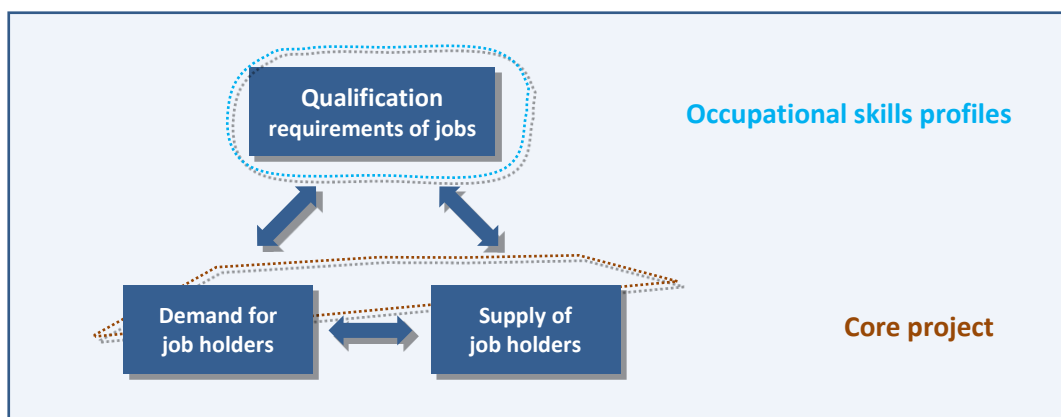 Qualification
requirements of jobs
Occupational skills profiles
Demand for
job holders
Supply of
job holders
Core project